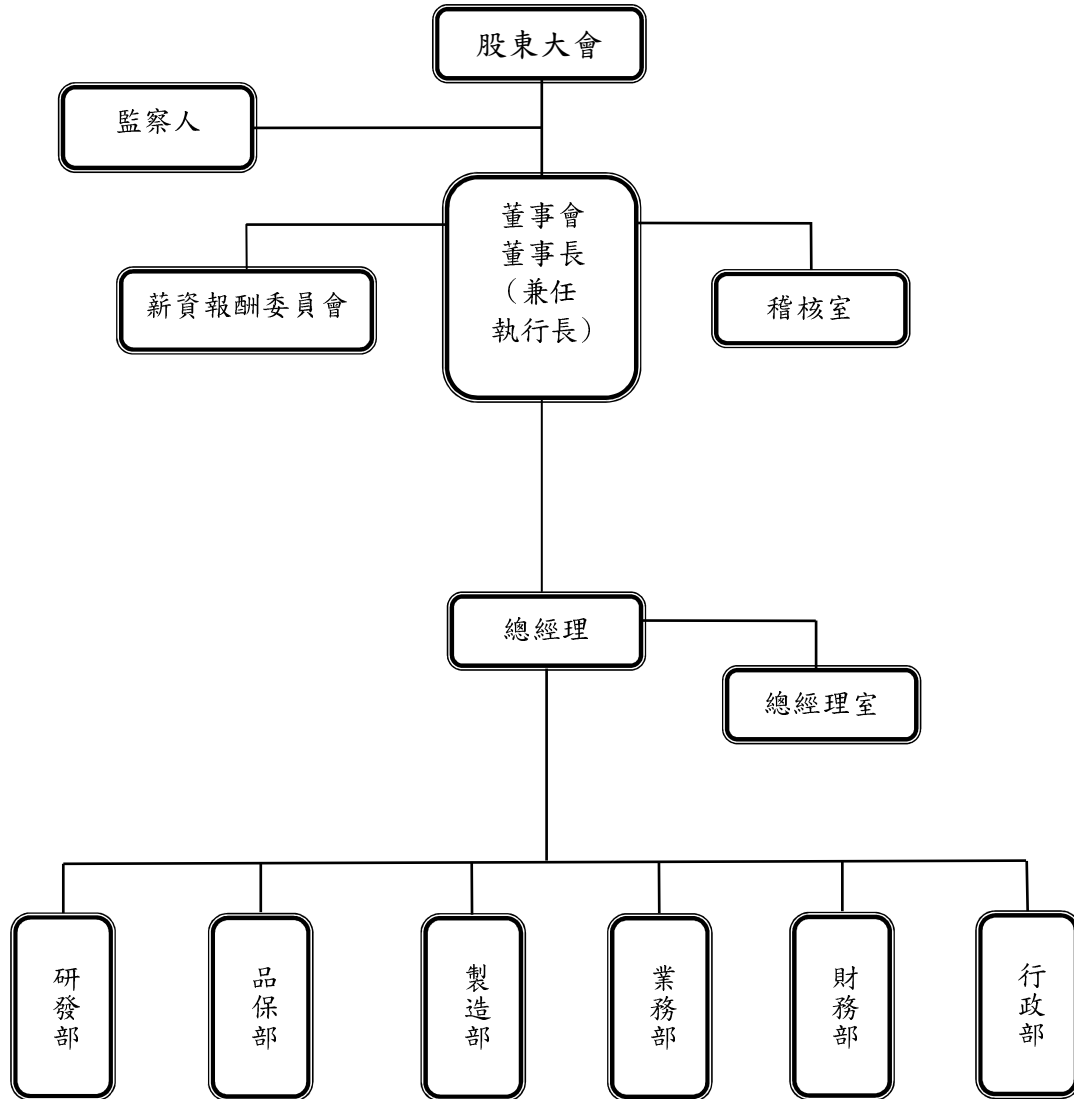 股東大會
監察人
董事會
董事長
（兼任
執行長）
薪資報酬委員會
稽核室
總經理
總經理室
研發部
品保部
製造部
業務部
財務部
行政部